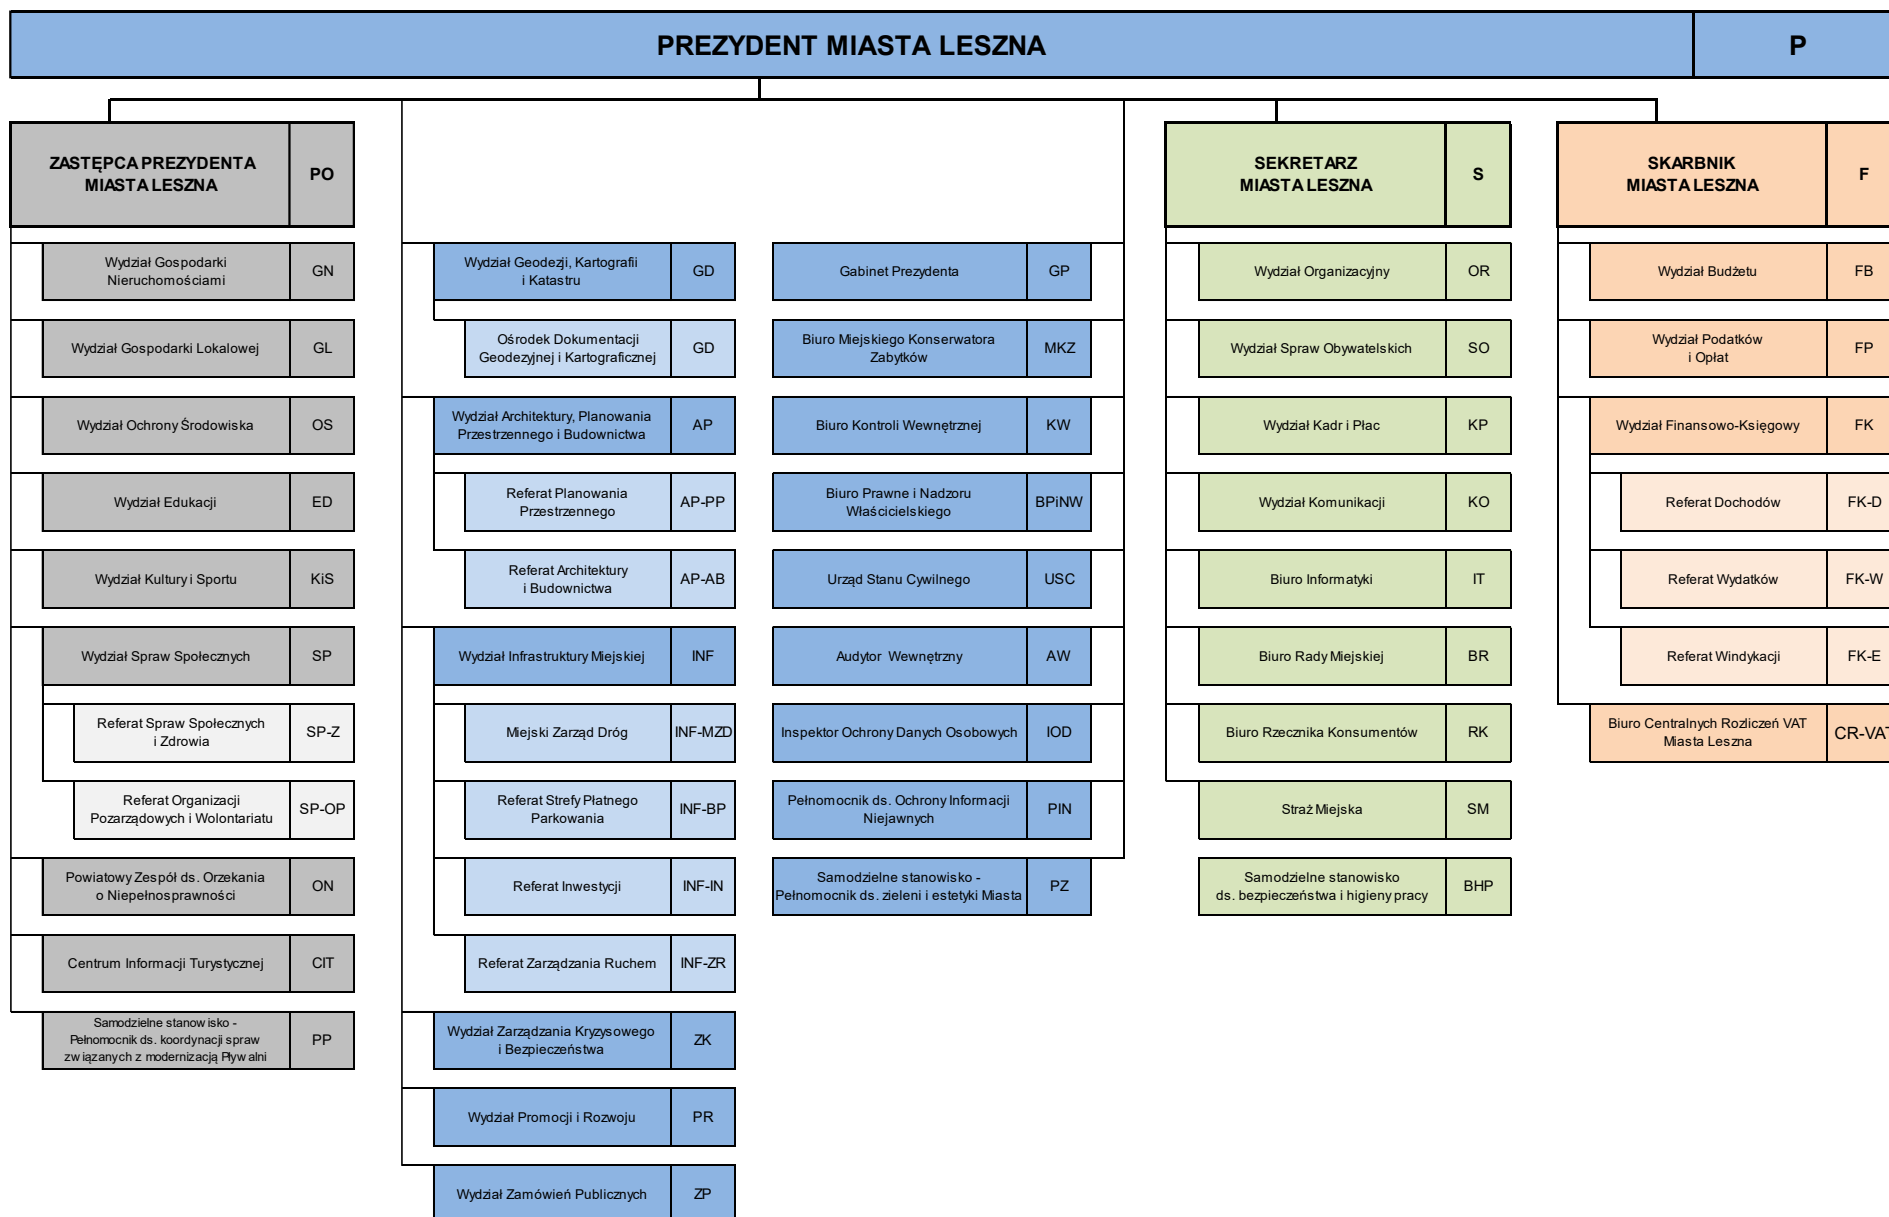 PREZYDENT MIASTA LESZNA
P
ZASTĘPCA PREZYDENTA
MIASTA LESZNA
PO
Wydział Gospodarki
Nieruchomościami
GN
Wydział Gospodarki Lokalowej
GL
Wydział Ochrony Środowiska
OS
Wydział Edukacji
ED
Wydział Kultury i Sportu
KiS
Wydział Spraw Społecznych
SP
Referat Spraw Społecznych
i Zdrowia
SP-Z
Referat Organizacji
Pozarządowych i Wolontariatu
SP-OP
Powiatowy Zespół ds. Orzekania
o Niepełnosprawności
ON
Centrum Informacji Turystycznej
CIT
Samodzielne stanowisko -
Pełnomocnik ds. koordynacji spraw
związanych z modernizacją Pływalni
PP
Wydział Geodezji, Kartografii
i Katastru
GD
Ośrodek Dokumentacji
Geodezyjnej i Kartograficznej
GD
Wydział Architektury, Planowania
Przestrzennego i Budownictwa
AP
Referat Planowania
Przestrzennego
AP-PP
Referat Architektury
i Budownictwa
AP-AB
Wydział Infrastruktury Miejskiej
INF
Miejski Zarząd Dróg
INF-MZD
Referat Strefy Płatnego
Parkowania
INF-BP
Referat Inwestycji
INF-IN
Referat Zarządzania Ruchem
INF-ZR
Wydział Zarządzania Kryzysowego
i Bezpieczeństwa
ZK
Wydział Promocji i Rozwoju
PR
Wydział Zamówień Publicznych
ZP
Gabinet Prezydenta
GP
Biuro Miejskiego Konserwatora
Zabytków
MKZ
Biuro Kontroli Wewnętrznej
KW
Biuro Prawne i Nadzoru
Właścicielskiego
BPiNW
Urząd Stanu Cywilnego
USC
Audytor Wewnętrzny
AW
Inspektor Ochrony Danych Osobowych
IOD
Pełnomocnik ds. Ochrony Informacji
Niejawnych
PIN
Samodzielne stanowisko -
Pełnomocnik ds. zieleni i estetyki Miasta
PZ
SEKRETARZ
MIASTA LESZNA
S
Wydział Organizacyjny
OR
Wydział Spraw Obywatelskich
SO
Wydział Kadr i Płac
KP
Wydział Komunikacji
KO
Biuro Informatyki
IT
Biuro Rady Miejskiej
BR
Biuro Rzecznika Konsumentów
RK
Straż Miejska
SM
Samodzielne stanowisko
ds. bezpieczeństwa i higieny pracy
BHP
SKARBNIK
MIASTA LESZNA
F
Wydział Budżetu
FB
Wydział Podatków
i Opłat
FP
Wydział Finansowo-Księgowy
FK
Referat Dochodów
FK-D
Referat Wydatków
FK-W
Referat Windykacji
FK-E
Biuro Centralnych Rozliczeń VAT
Miasta Leszna
CR-VAT